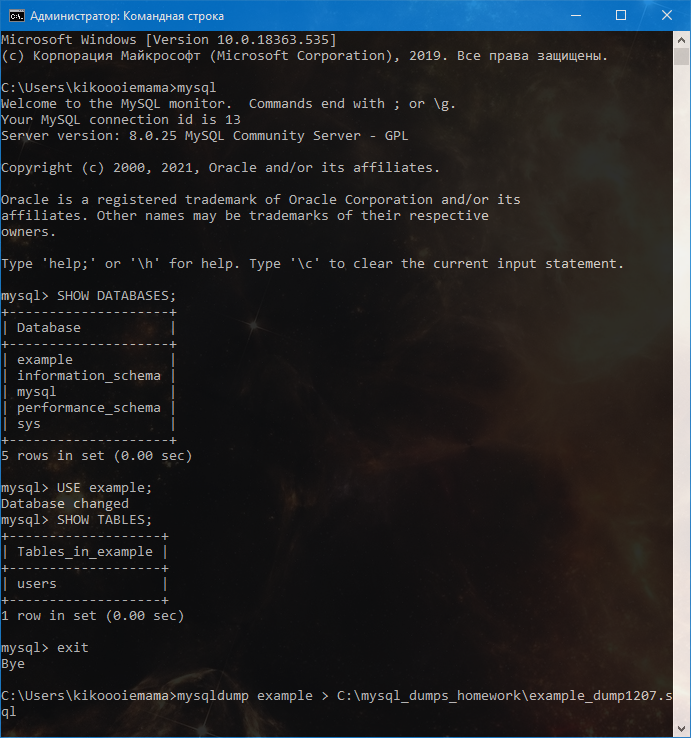 Администратор: Командная строка
Microsoft Windows [Version 10.0.18363.535]
(c) Корпорация Майкрософт (Microsoft Corporation), 2019. Все права защищены.

C:\Users\kikoooiemama>mysql
Welcome to the MySQL monitor.  Commands end with ; or \g.
Your MySQL connection id is 13
Server version: 8.0.25 MySQL Community Server - GPL

Copyright (c) 2000, 2021, Oracle and/or its affiliates.

Oracle is a registered trademark of Oracle Corporation and/or its
affiliates. Other names may be trademarks of their respective
owners.

Type 'help;' or '\h' for help. Type '\c' to clear the current input statement.

mysql> SHOW DATABASES;
+--------------------+
| Database           |
+--------------------+
| example            |
| information_schema |
| mysql              |
| performance_schema |
| sys                |
+--------------------+
5 rows in set (0.00 sec)

mysql> USE example;
Database changed
mysql> SHOW TABLES;
+-------------------+
| Tables_in_example |
+-------------------+
| users             |
+-------------------+
1 row in set (0.00 sec)

mysql> exit
Bye

C:\Users\kikoooiemama>mysqldump example > C:\mysql_dumps_homework\example_dump1207.s
ql